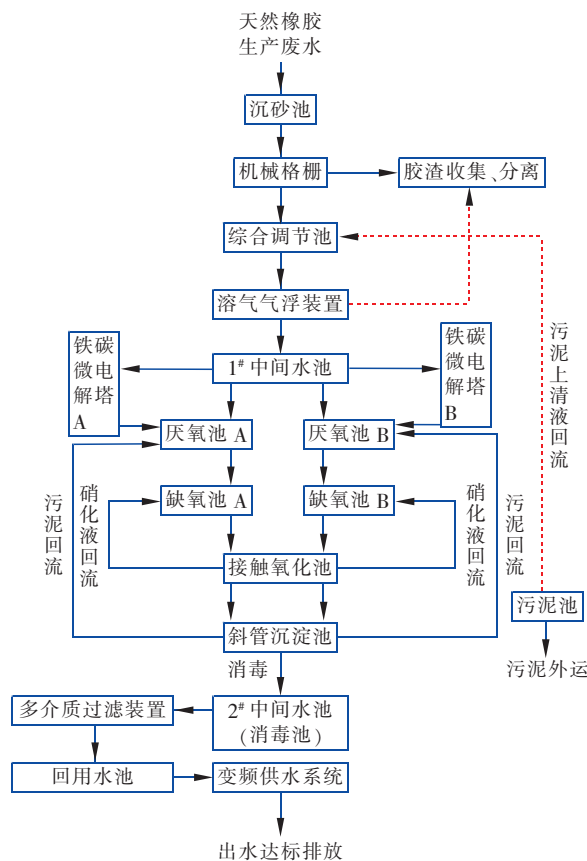 天然橡胶
生产废水
沉砂池
机械格栅
胶渣收集、分离
综合调节池
溶气气浮装置
铁碳
微电
解塔
A
1# 中间水池
铁碳
微电
解塔
B
污泥上清液回流
厌氧池 A
厌氧池 B
污泥回流
硝化液回流
缺氧池 A
缺氧池 B
硝化液回流
污泥回流
接触氧化池
污泥池
斜管沉淀池
消毒
污泥外运
多介质过滤装置
2# 中间水池
(消毒池)
回用水池
变频供水系统
出水达标排放